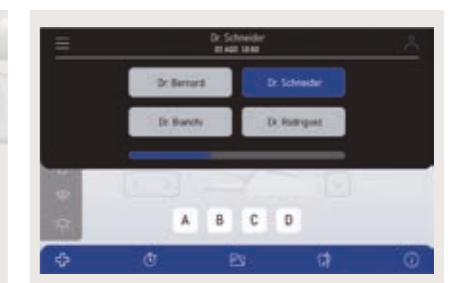 Dr. Schneider
Dr. Bernard
Dr. Schneider
Dr. Bianchi
Dr. Rodriguez
A B C D